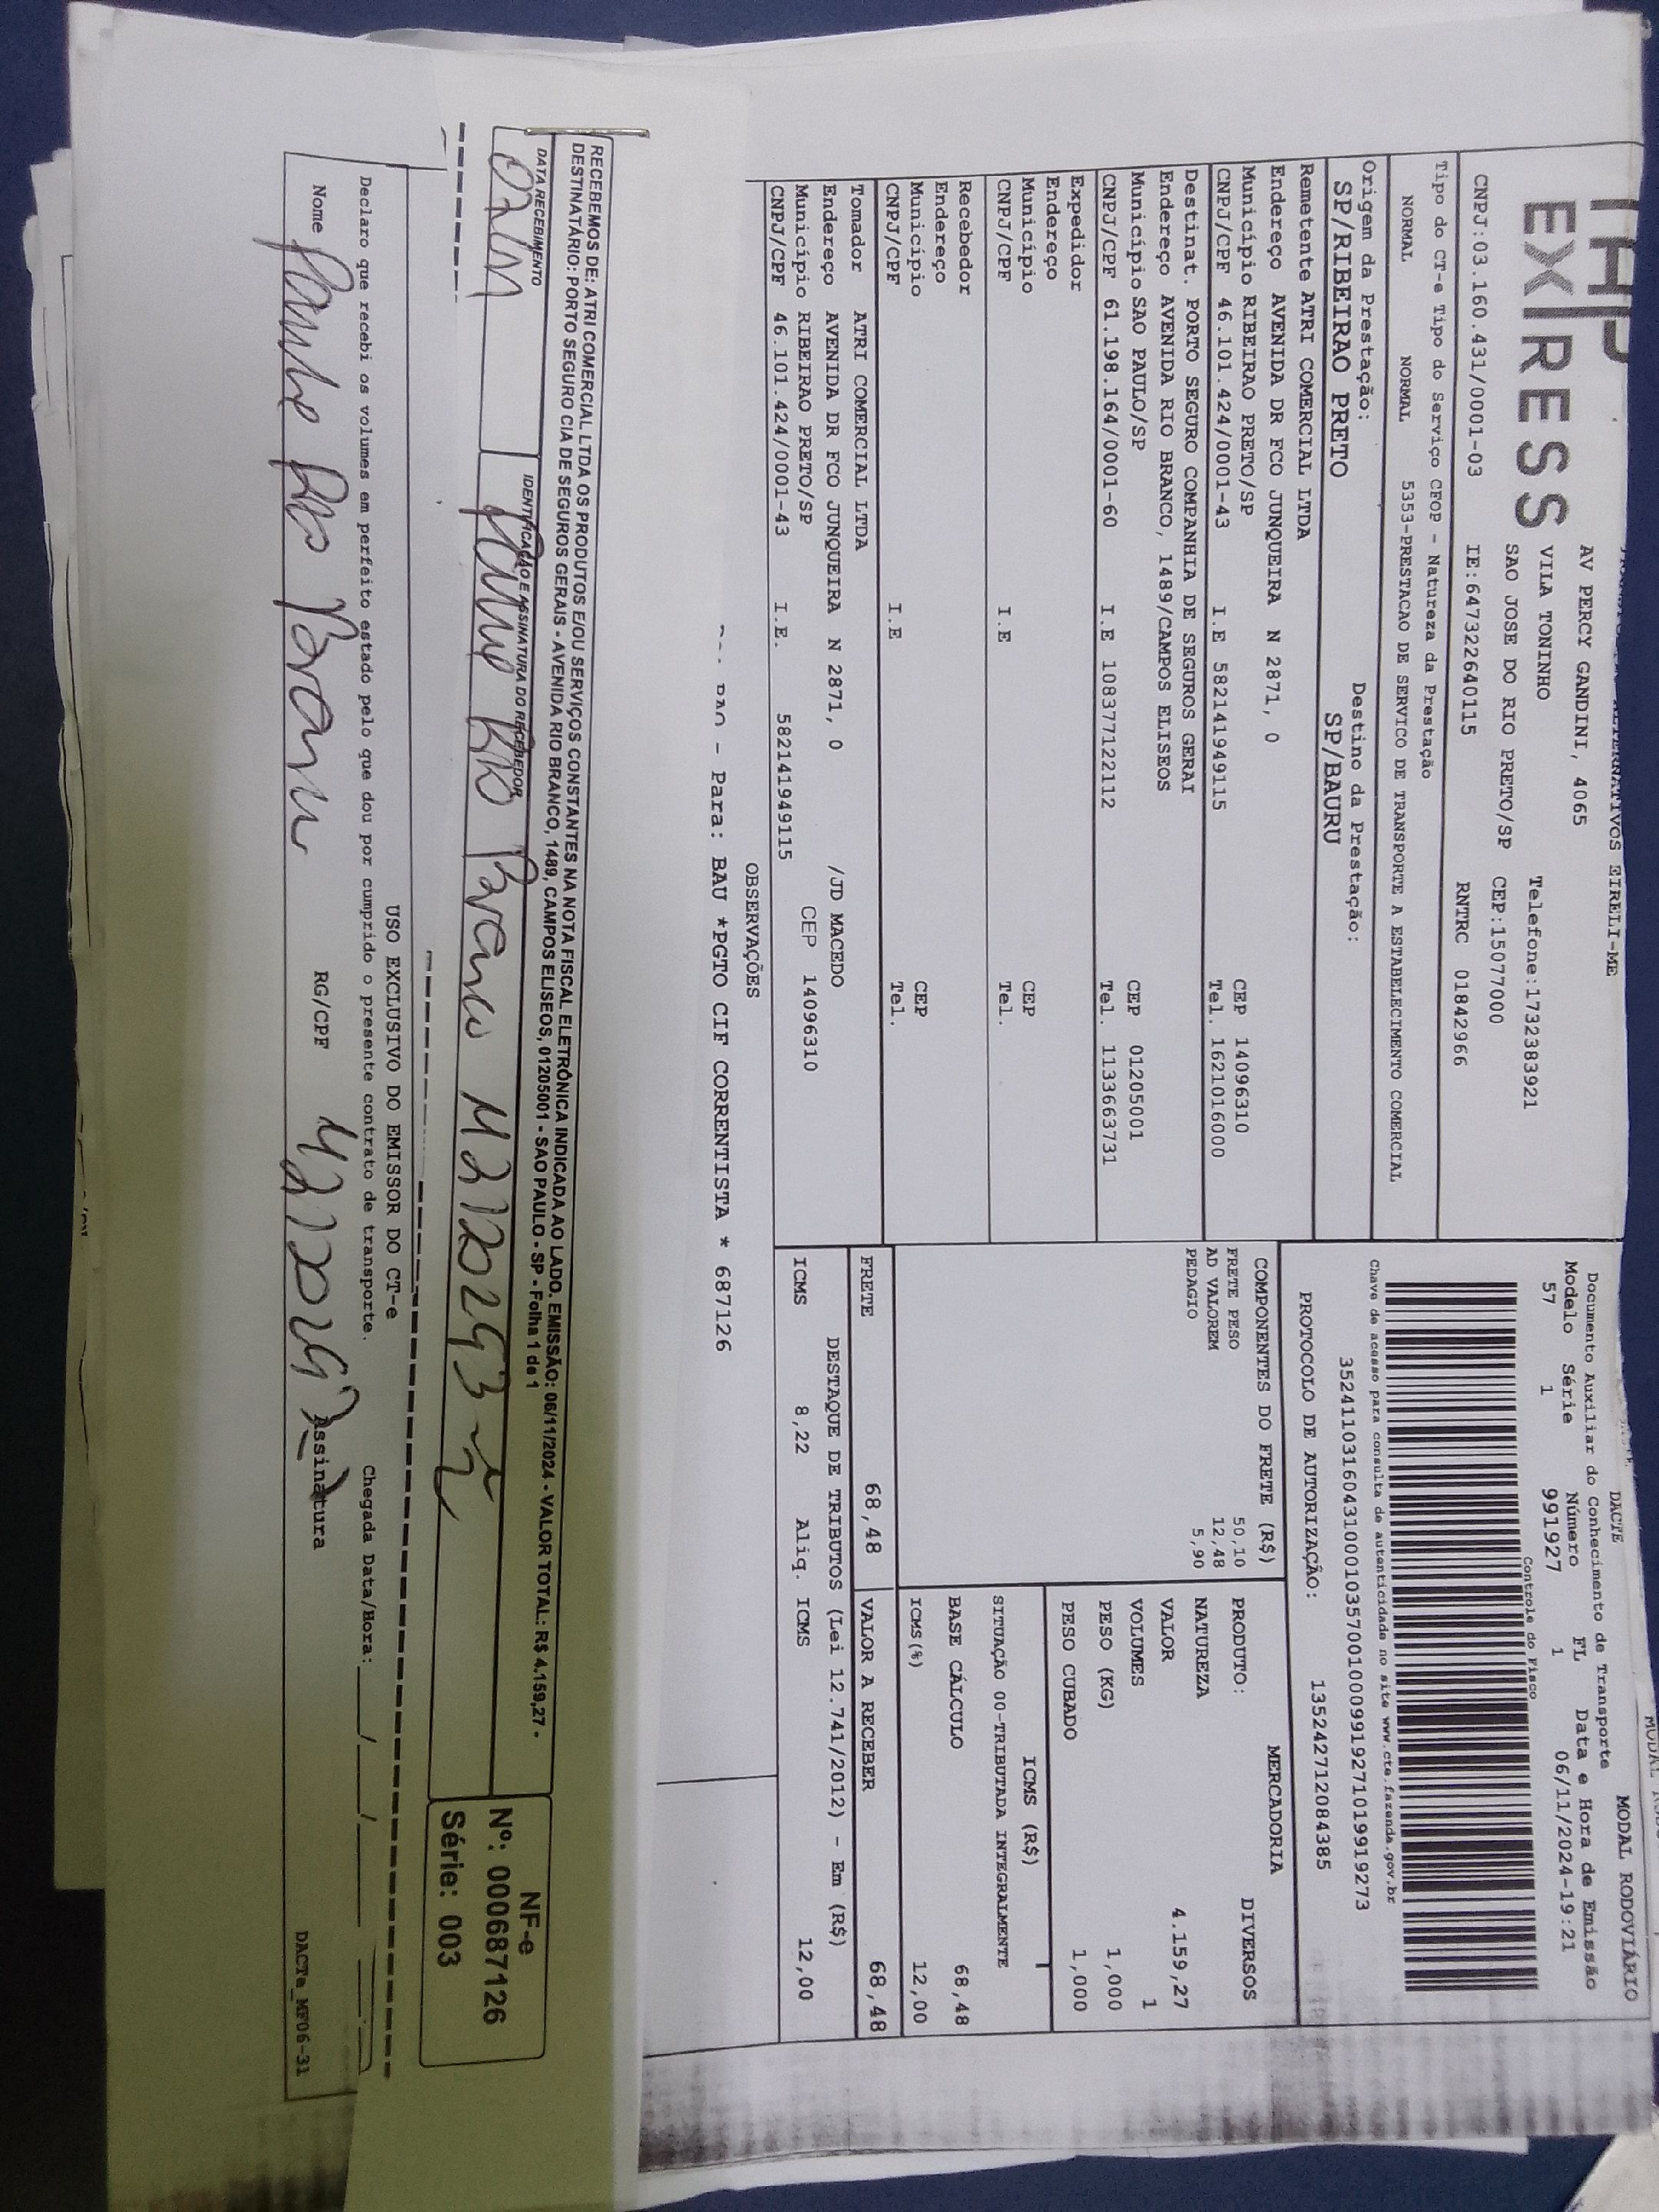 EXPRESS
AV PERCY GANDINI, 4065
VILA TONINHO Telefone:1732383921
SAO JOSE DO RIO PRETO/SP CEP:15077000
CNPJ:03.160.431/0001-03 IE:647322640115 RNTRC 01842966
MODAL RODOVIÁRIO
DACTE
Documento Auxiliar do Conhecimento de Transporte
Modelo Série Número FL Data e Hora de Emissão
57 1 991927 1 06/11/2024-19:21
Controle do Fisco
Tipo do CT-e Tipo do Serviço CFOP - Natureza da Prestação
NORMAL NORMAL 5353-PRESTACAO DE SERVICO DE TRANSPORTE A ESTABELECIMENTO COMERCIAL
Chave de acesso para consulta de autenticidade no site www.cte.fazenda.gov.br
35241103160431000103570010009919271019919273
Origem da Prestação: Destino da Prestação:
SP/RIBEIRAO PRETO SP/BAURU
PROTOCOLO DE AUTORIZAÇÃO: 135242712084385
Remetente ATRI COMERCIAL LTDA
Endereço AVENIDA DR FCO JUNQUEIRA N 2871, 0
Município RIBEIRAO PRETO/SP CEP 14096310
CNPJ/CPF 46.101.424/0001-43 I.E 582141949115 Tel. 1621016000
Destinat. PORTO SEGURO COMPANHIA DE SEGUROS GERAI
Endereço AVENIDA RIO BRANCO, 1489/CAMPOS ELISEOS
Município SAO PAULO/SP CEP 01205001
CNPJ/CPF 61.198.164/0001-60 I.E 108377122112 Tel. 1133663731
Expedidor
Endereço
Município CEP
CNPJ/CPF I.E Tel.
Recebedor
Endereço
Município CEP
CNPJ/CPF I.E Tel.
Tomador ATRI COMERCIAL LTDA
Endereço AVENIDA DR FCO JUNQUEIRA N 2871, 0 /JD MACEDO
Município RIBEIRAO PRETO/SP CEP 14096310
CNPJ/CPF 46.101.424/0001-43 I.E. 582141949115
COMPONENTES DO FRETE (R$)
FRETE PESO 50,10
AD VALOREM 12,48
PEDAGIO 5,90
MERCADORIA
PRODUTO: DIVERSOS
NATUREZA
VALOR 4.159,27
VOLUMES 1
PESO (KG) 1,000
PESO CUBADO 1,000
ICMS (R$)
SITUAÇÃO 00-TRIBUTADA INTEGRALMENTE
BASE CÁLCULO 68,48
ICMS(%) 12,00
FRETE 68,48 VALOR A RECEBER 68,48
DESTAQUE DE TRIBUTOS (Lei 12.741/2012) - Em (R$)
ICMS 8,22 Aliq. ICMS 12,00
OBSERVAÇÕES
RAO - Para: BAU *PGTO CIF CORRENTISTA * 687126
RECEBEMOS DE: ATRI COMERCIAL LTDA OS PRODUTOS E/OU SERVIÇOS CONSTANTES NA NOTA FISCAL ELETRÔNICA INDICADA AO LADO. EMISSÃO: 06/11/2024 - VALOR TOTAL: R$ 4.159,27 -
DESTINATÁRIO: PORTO SEGURO CIA DE SEGUROS GERAIS - AVENIDA RIO BRANCO, 1489, CAMPOS ELISEOS, 01205001 - SAO PAULO - SP - Folha 1 de 1
DATA RECEBIMENTO IDENTIFICAÇÃO E ASSINATURA DO RECEBEDOR
NF-e
Nº: 000687126
Série: 003
USO EXCLUSIVO DO EMISSOR DO CT-e
Declaro que recebi os volumes em perfeito estado pelo que dou por cumprido o presente contrato de transporte. Chegada Data/Hora: / /
Nome RG/CPF Assinatura
DACTe_MF06-31